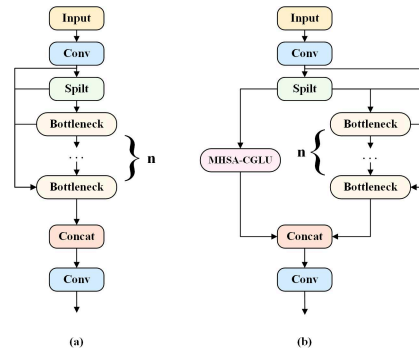 Input
Conv
Spilt
Bottleneck
...
n
Bottleneck
Concat
Conv
(a)
Input
Conv
Spilt
Bottleneck
MHSA-CGLU
n
...
Bottleneck
Concat
Conv
(b)